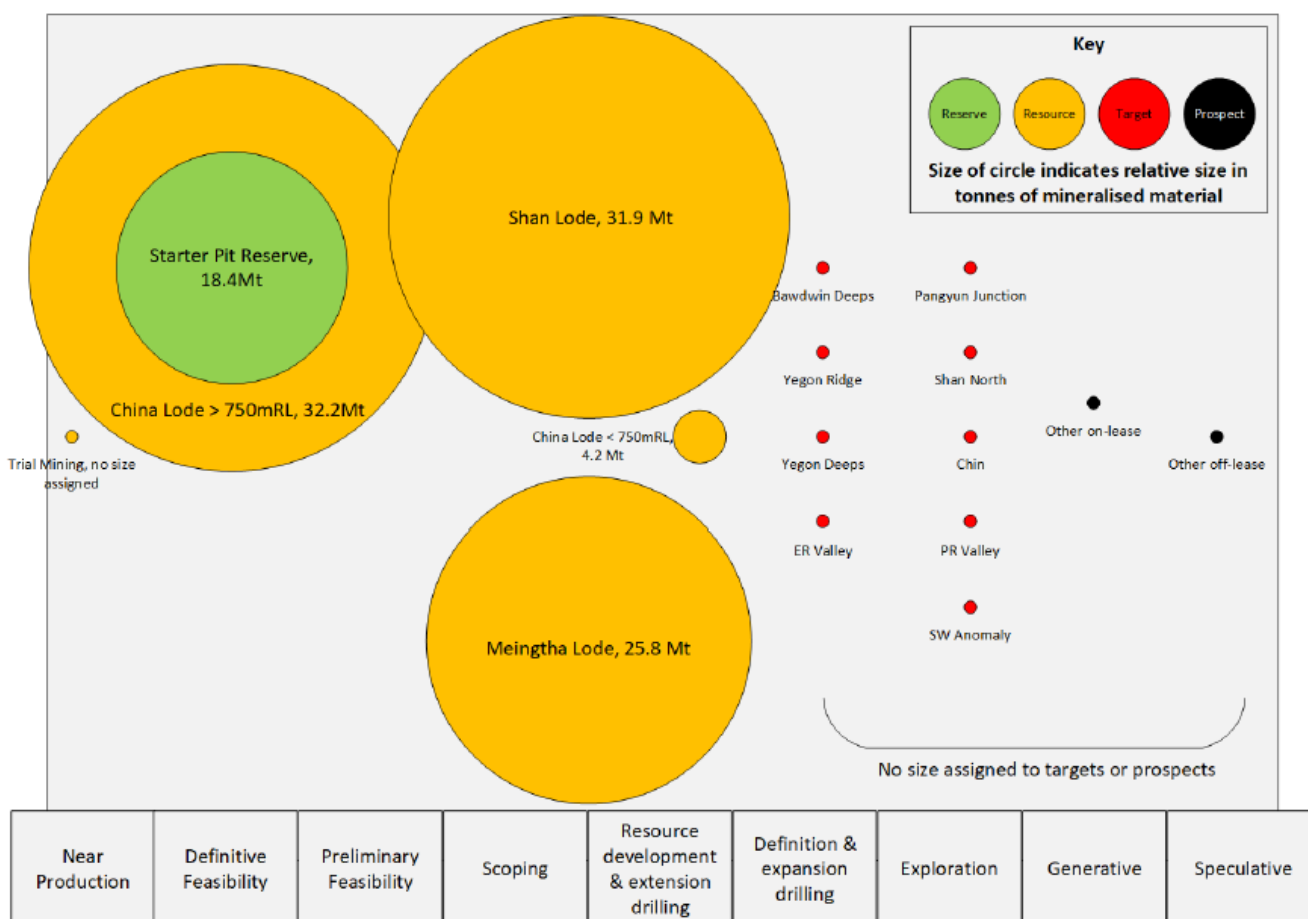 Key
Reserve
Resource
Target
Prospect
Size of circle indicates relative size in
tonnes of mineralised material
Starter Pit Reserve,
18.4Mt
China Lode > 750mRL, 32.2Mt
Trial Mining, no size
assigned
Shan Lode, 31.9 Mt
China Lode < 750mRL,
4.2 Mt
Meingtha Lode, 25.8 Mt
Bawdwin Deeps
Pangyun Junction
Yegon Ridge
Shan North
Yegon Deeps
Chin
ER Valley
PR Valley
SW Anomaly
Other on-lease
Other off-lease
No size assigned to targets or prospects
Near
Production
Definitive
Feasibility
Preliminary
Feasibility
Scoping
Resource
development
& extension
drilling
Definition &
expansion
drilling
Exploration
Generative
Speculative